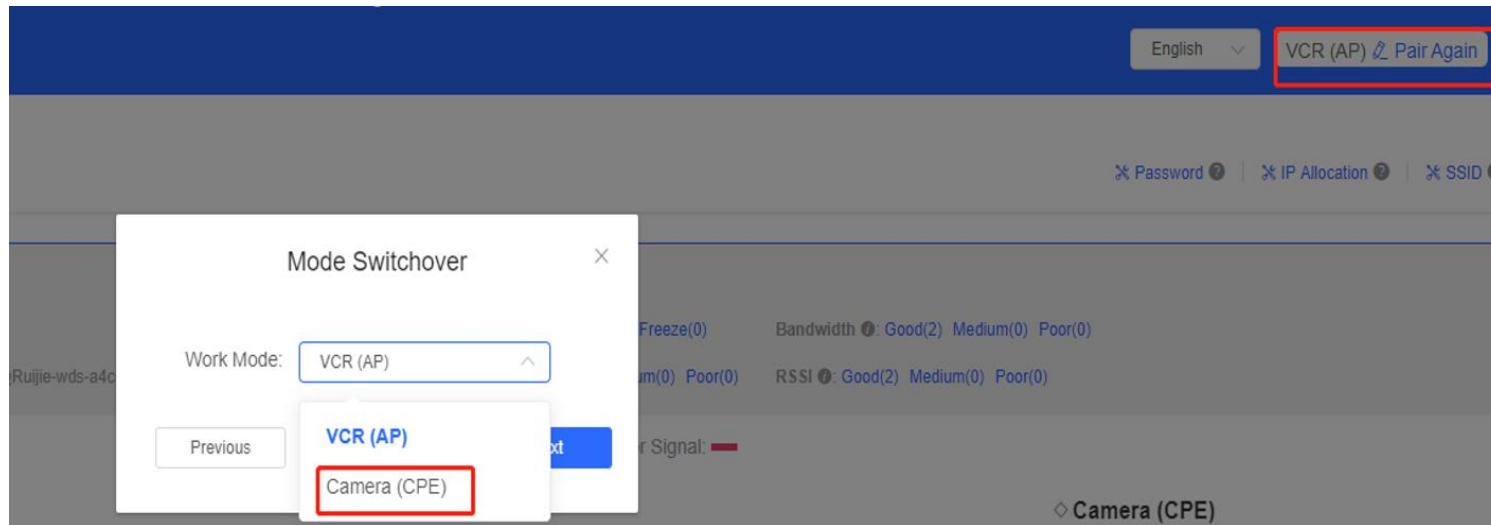 English
VCR (AP) Pair Again
Password
IP Allocation
SSID
Mode Switchover
Freeze(0)
Bandwidth : Good(2) Medium(0) Poor(0)
Work Mode:
VCR (AP)
Ruijie-wds-a4c
um(0) Poor(0)
RSSI : Good(2) Medium(0) Poor(0)
Previous
VCR (AP)
xt
r Signal:
Camera (CPE)
Camera (CPE)